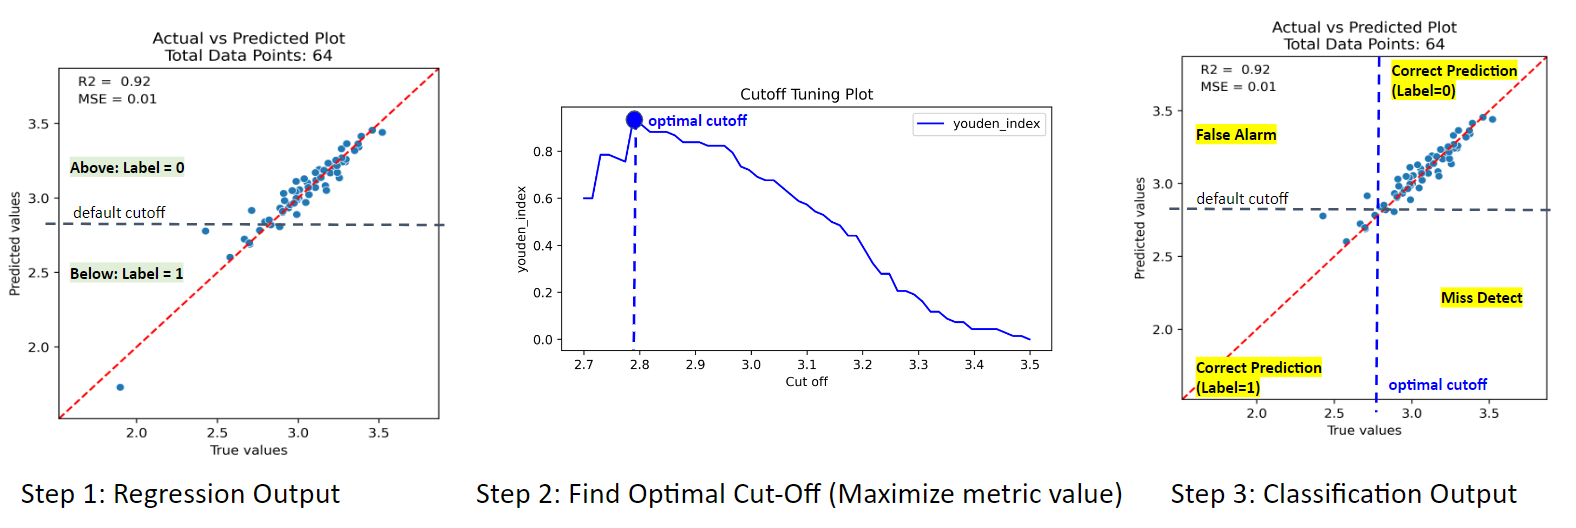 Actual vs Predicted Plot
Total Data Points: 64
R2 = 0.92
MSE = 0.01
3.5
Above: Label = 0
3.0
default cutoff
Below: Label = 1
2.5
2.0
Predicted values
2.0 2.5 3.0 3.5
True values
Step 1: Regression Output
Cutoff Tuning Plot
optimal cutoff
youden_index
0.8
0.6
0.4
0.2
0.0
youden_index
2.7 2.8 2.9 3.0 3.1 3.2 3.3 3.4 3.5
Cut off
Step 2: Find Optimal Cut-Off (Maximize metric value)
Actual vs Predicted Plot
Total Data Points: 64
R2 = 0.92
MSE = 0.01
Correct Prediction
(Label=0)
3.5
False Alarm
3.0
default cutoff
2.5
Miss Detect
2.0
Predicted values
Correct Prediction
(Label=1)
optimal cutoff
2.0 2.5 3.0 3.5
True values
Step 3: Classification Output